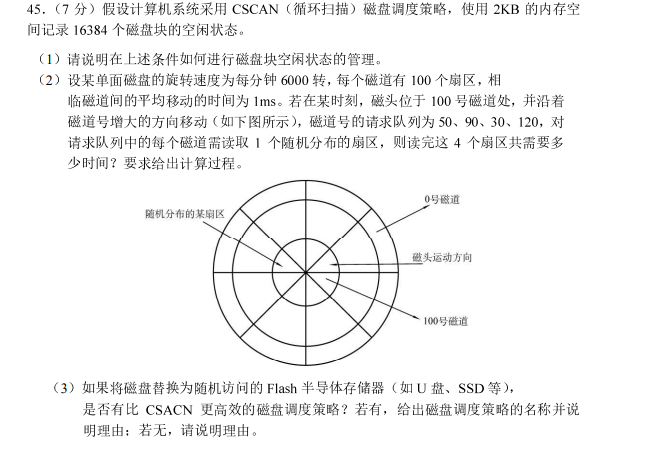 45．（7 分）假设计算机系统采用 CSCAN（循环扫描）磁盘调度策略，使用 2KB 的内存空
间记录 16384 个磁盘块的空闲状态。
（1）请说明在上述条件如何进行磁盘块空闲状态的管理。
（2）设某单面磁盘的旋转速度为每分钟 6000 转，每个磁道有 100 个扇区，相
临磁道间的平均移动的时间为 1ms。若在某时刻，磁头位于 100 号磁道处，并沿着
磁道号增大的方向移动（如下图所示），磁道号的请求队列为 50、90、30、120，对
请求队列中的每个磁道需读取 1 个随机分布的扇区，则读完这 4 个扇区共需要多
少时间？要求给出计算过程。
0号磁道
随机分布的某扇区
磁头运动方向
100号磁道
（3）如果将磁盘替换为随机访问的 Flash 半导体存储器（如 U 盘、SSD 等），
是否有比 CSACN 更高效的磁盘调度策略？若有，给出磁盘调度策略的名称并说
明理由；若无，请说明理由。